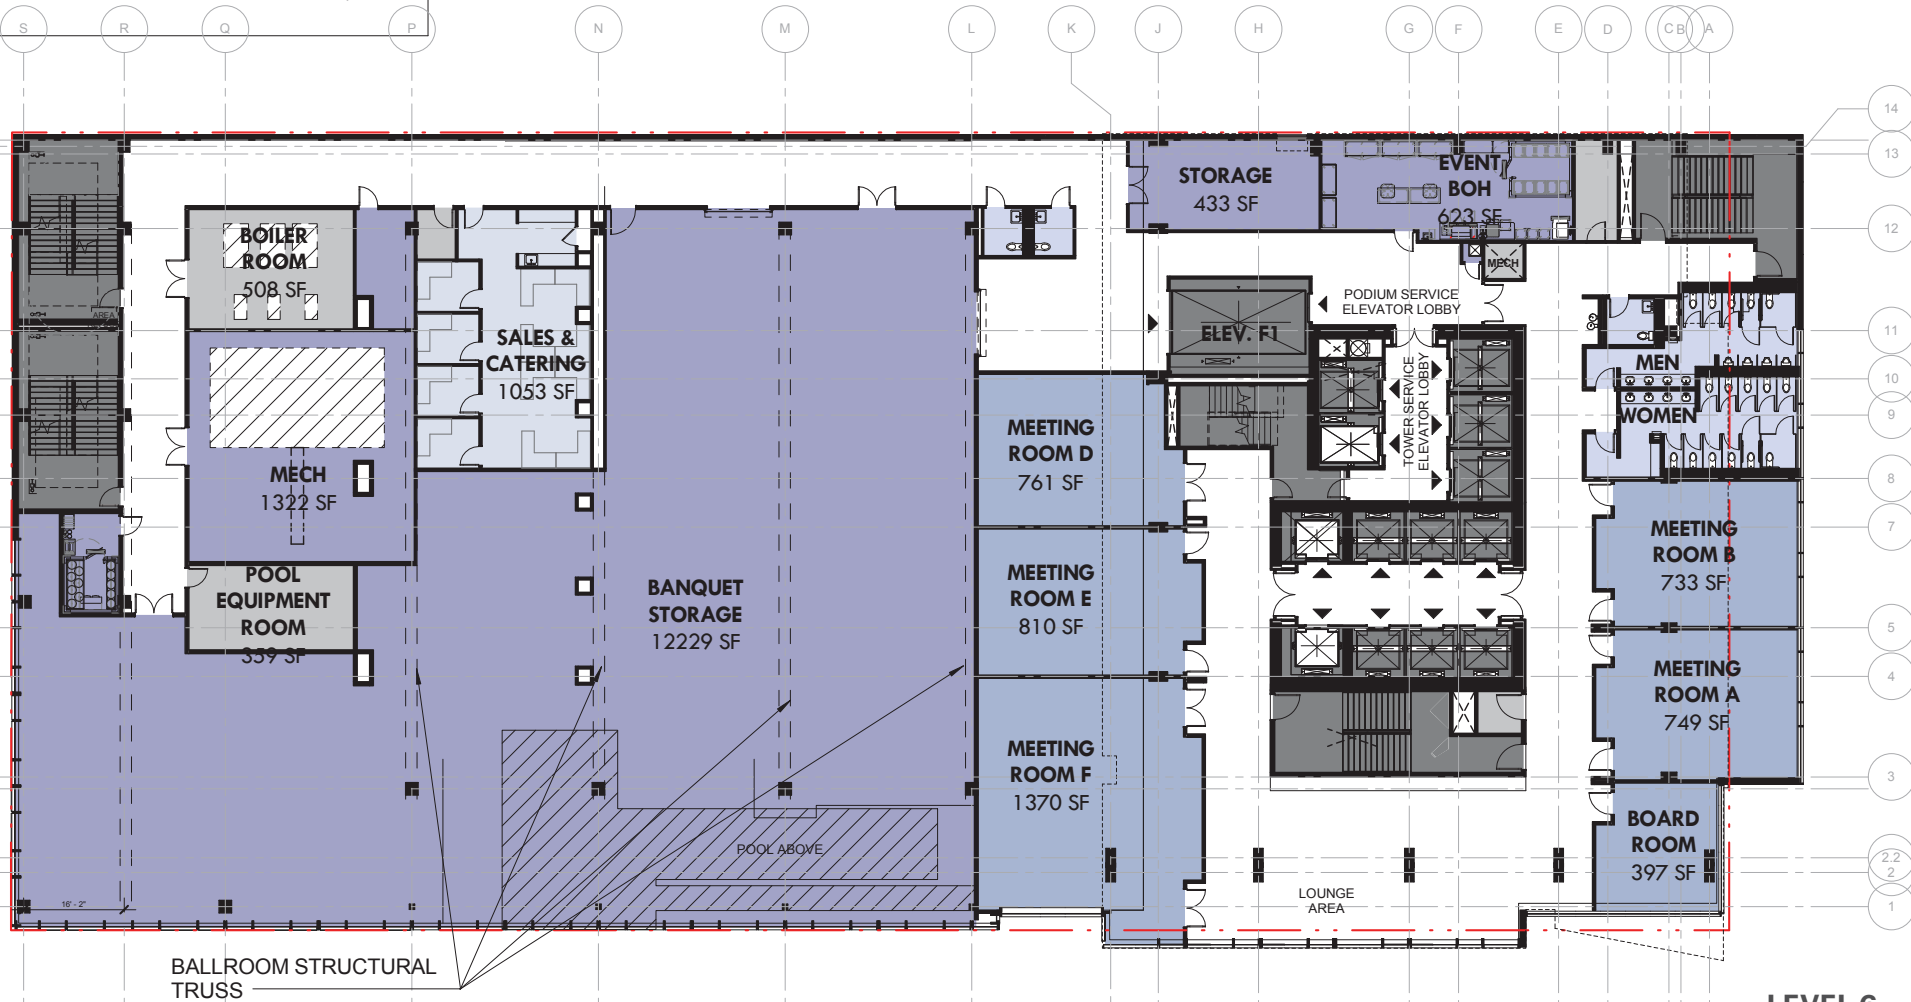 S R Q P N M L K J H G F E D C B A
14
13
12
11
10
9
8
7
5
4
3
2.2
2
1
STORAGE
433 SF
EVENT
BOH
623 SF
BOILER
ROOM
508 SF
MECH
PODIUM SERVICE
ELEVATOR LOBBY
AREA
ELEV. F1
SALES &
CATERING
1053 SF
TOWER SERVICE
ELEVATOR LOBBY
MEN
WOMEN
MEETING
ROOM D
761 SF
MECH
1322 SF
MEETING
ROOM B
733 SF
POOL
EQUIPMENT
ROOM
359 SF
BANQUET
STORAGE
12229 SF
MEETING
ROOM E
810 SF
MEETING
ROOM A
749 SF
MEETING
ROOM F
1370 SF
BOARD
ROOM
397 SF
POOL ABOVE
LOUNGE
AREA
16' - 2"
BALLROOM STRUCTURAL
TRUSS